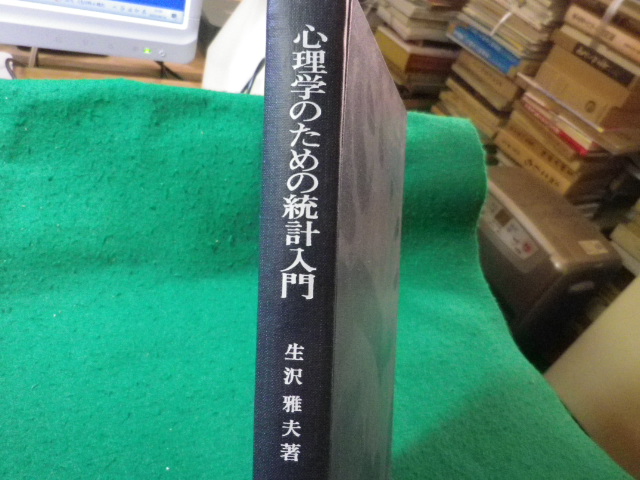 心理学のための統計入門
生沢雅夫著